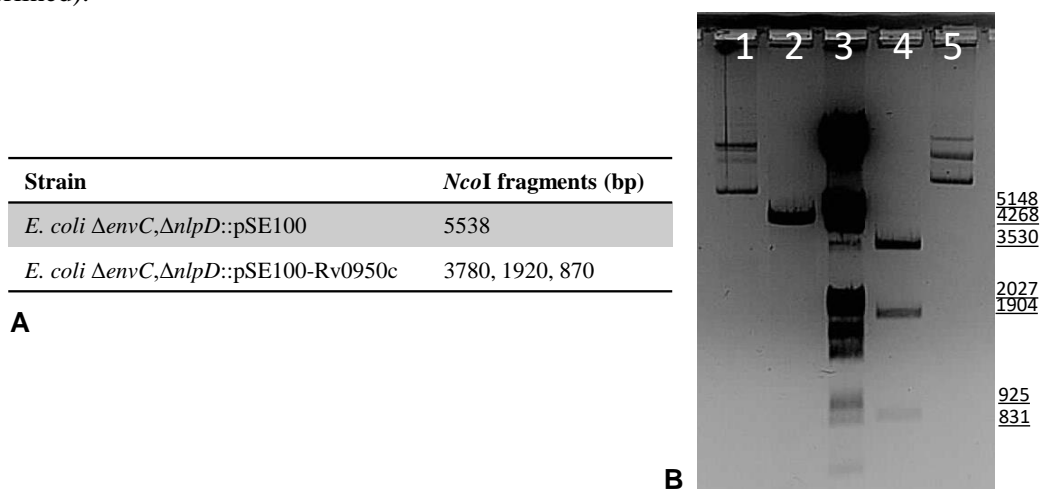 1 2 3 4 5
Strain NcoI fragments (bp)
E. coli ΔenvC,ΔnlpD::pSE100 5538
E. coli ΔenvC,ΔnlpD::pSE100-Rv0950c 3780, 1920, 870
A
5148
4268
3530
2027
1904
925
831
B